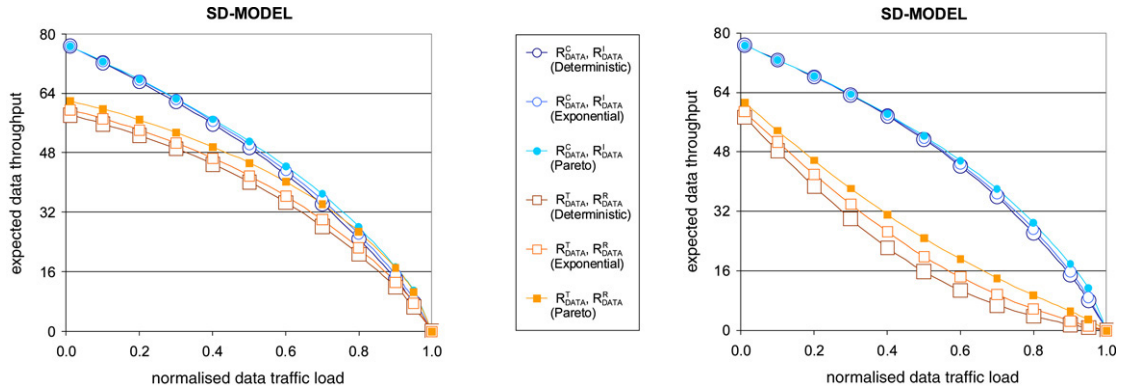 SD-MODEL
80
64
48
32
16
0
0.0 0.2 0.4 0.6 0.8 1.0
expected data throughput
normalised data traffic load
R^C_DATA, R^I_DATA
(Deterministic)
R^C_DATA, R^I_DATA
(Exponential)
R^C_DATA, R^I_DATA
(Pareto)
R^T_DATA, R^R_DATA
(Deterministic)
R^T_DATA, R^R_DATA
(Exponential)
R^T_DATA, R^R_DATA
(Pareto)
SD-MODEL
80
64
48
32
16
0
0.0 0.2 0.4 0.6 0.8 1.0
expected data throughput
normalised data traffic load